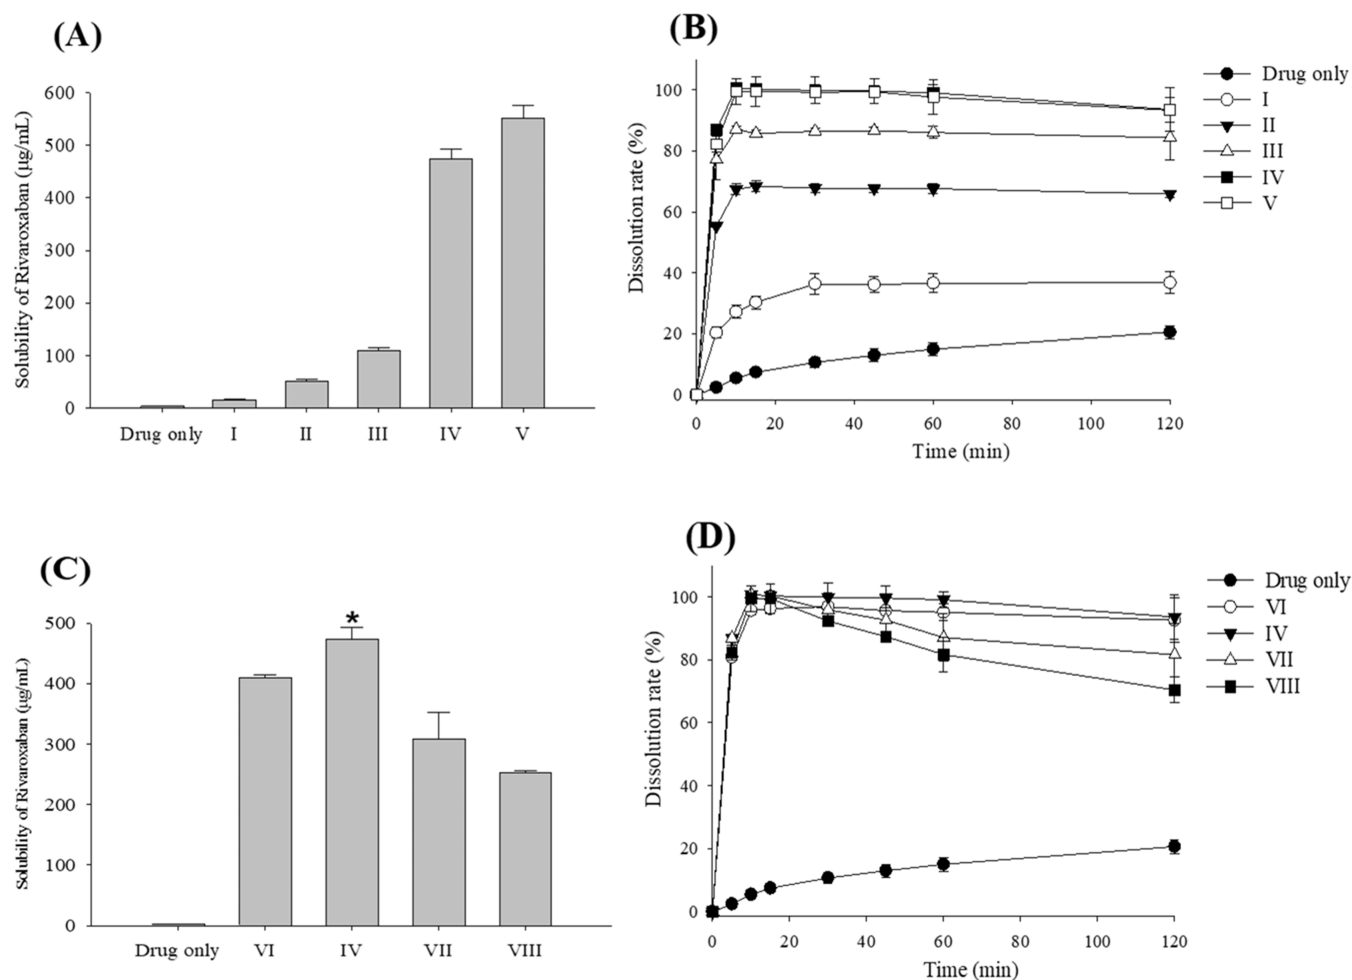 (A)
600
500
400
300
200
100
0
Solubility of Rivaroxaban (µg/mL)
Drug only I II III IV V
(B)
100
80
60
40
20
0
Dissolution rate (%)
0 20 40 60 80 100 120
Time (min)
Drug only
I
II
III
IV
V
(C)
500
400
300
200
100
0
Solubility of Rivaroxaban (µg/mL)
*
Drug only VI IV VII VIII
(D)
100
80
60
40
20
0
Dissolution rate (%)
0 20 40 60 80 100 120
Time (min)
Drug only
VI
IV
VII
VIII